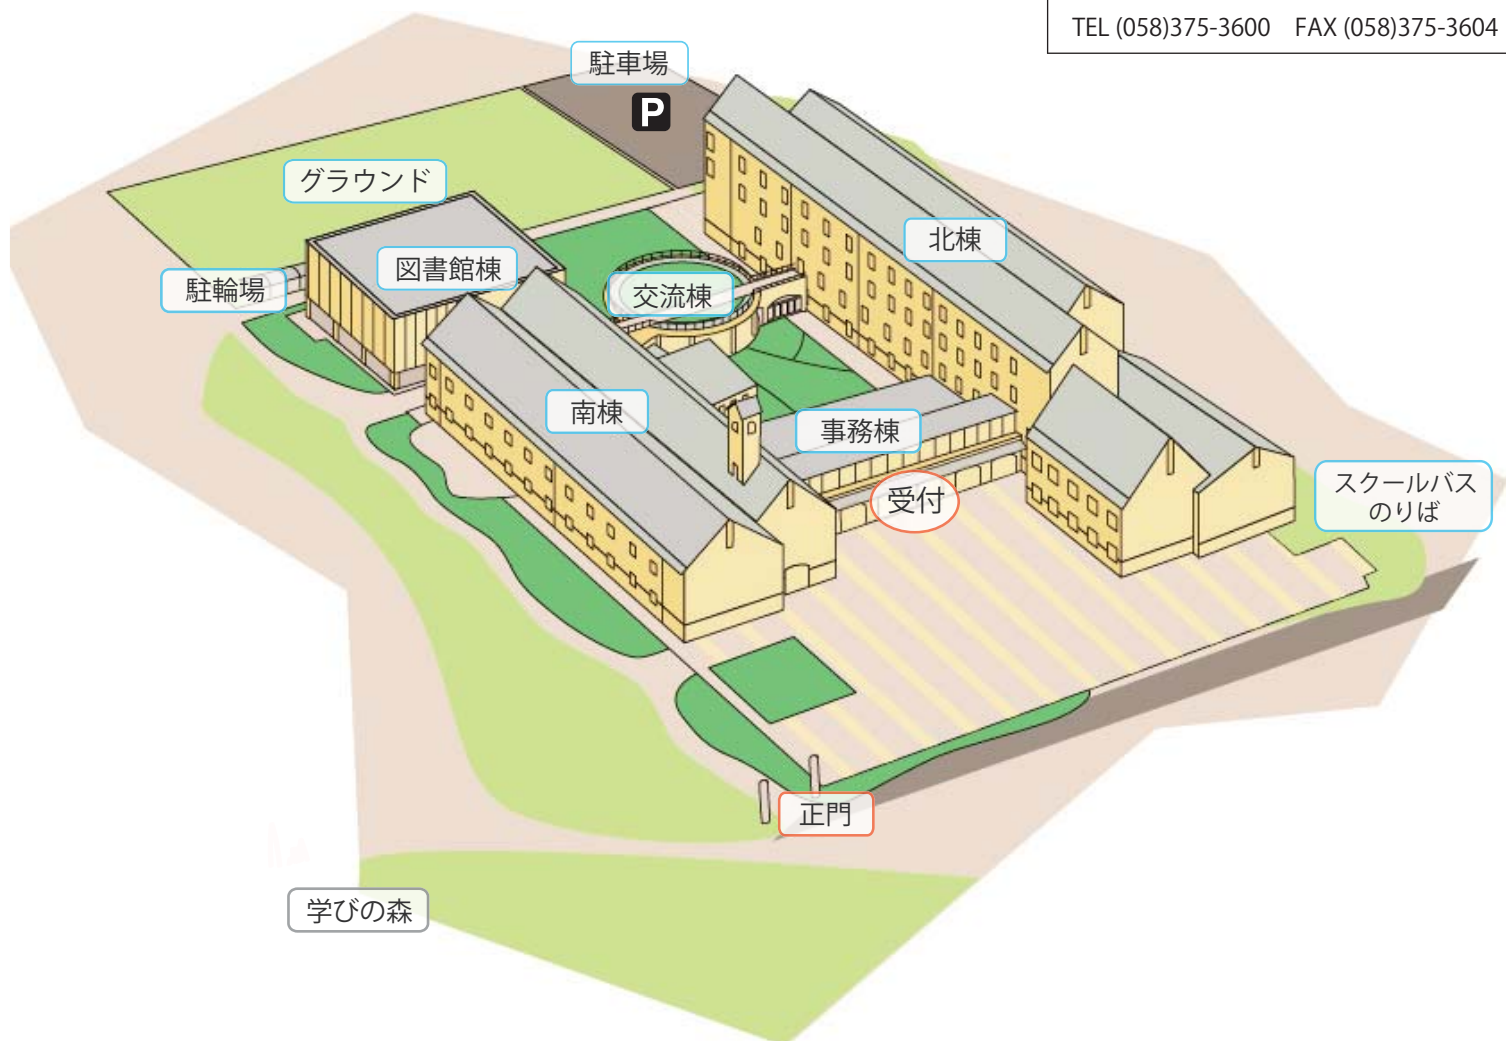 TEL (058)375-3600 FAX (058)375-3604
駐車場
P
グラウンド
北棟
図書館棟
駐輪場
交流棟
南棟
事務棟
受付
スクールバス
のりば
正門
学びの森